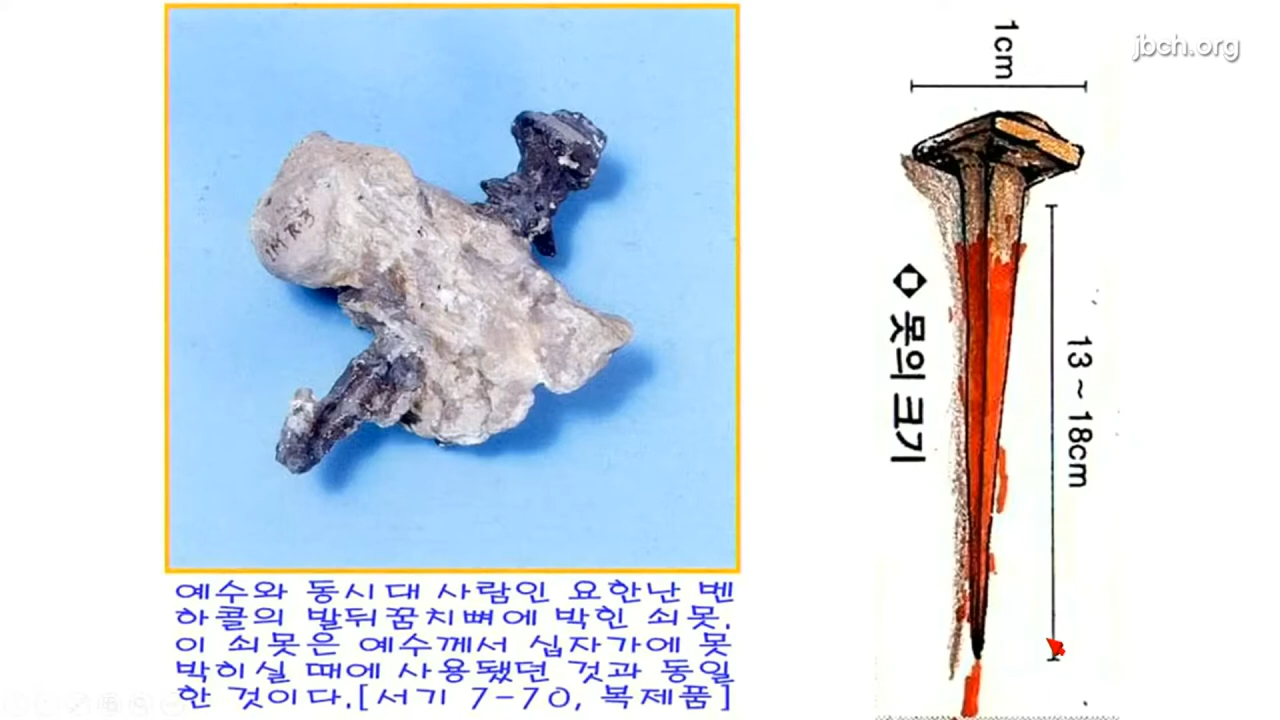 jbch.org
예수와 동시대 사람인 요한난 벤
하콜의 발뒤꿈치뼈에 박힌 쇠못.
이 쇠못은 예수께서 십자가에 못
박히실 때에 사용됐던 것과 동일
한 것이다.[서기 7-70, 복제품]
1cm
◈ 못의 크기
13 ~ 18cm